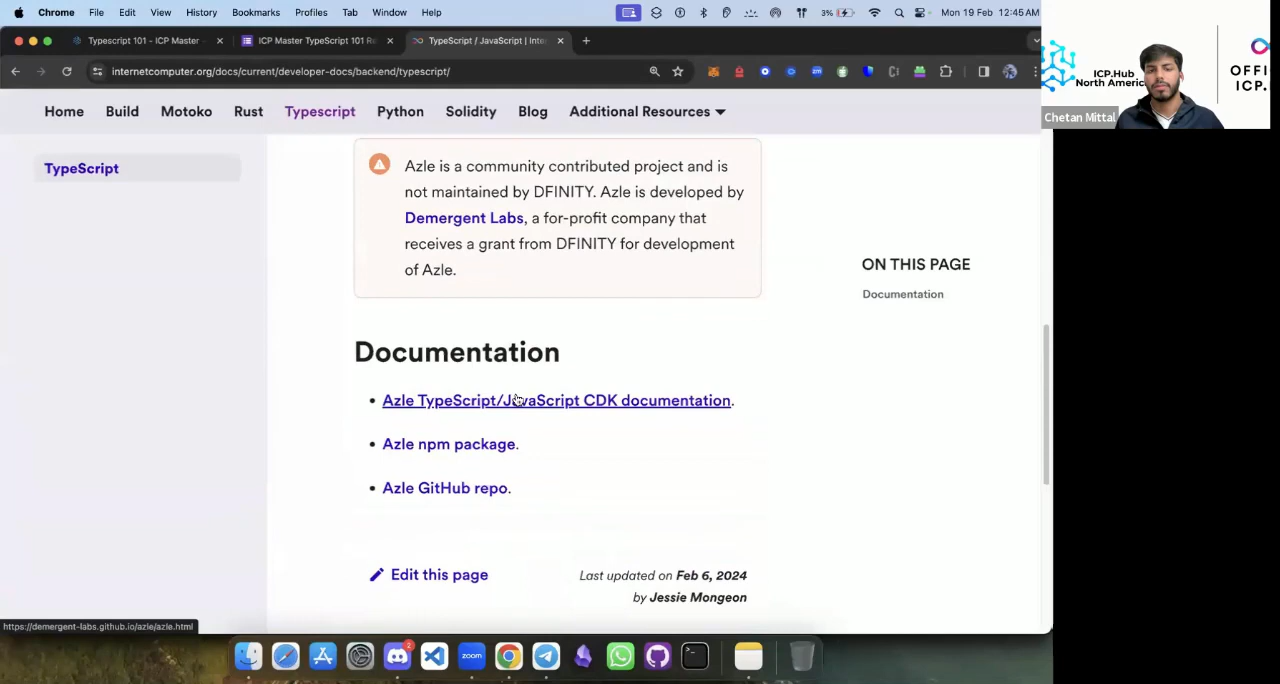 Chrome File Edit View History Bookmarks Profiles Tab Window Help 3% Mon 19 Feb 12:45 AM
Typescript 101 - ICP Master
ICP Master TypeScript 101 Re
TypeScript / JavaScript | Inte
internetcomputer.org/docs/current/developer-docs/backend/typescript/
ICP.Hub
North America
OFFI
ICP.
Chetan Mittal
Home Build Motoko Rust Typescript Python Solidity Blog Additional Resources
TypeScript
Azle is a community contributed project and is
not maintained by DFINITY. Azle is developed by
Demergent Labs, a for-profit company that
receives a grant from DFINITY for development
of Azle.
ON THIS PAGE
Documentation
Documentation
• Azle TypeScript/JavaScript CDK documentation.
• Azle npm package.
• Azle GitHub repo.
Edit this page
Last updated on Feb 6, 2024
by Jessie Mongeon
https://demergent-labs.github.io/azle/azle.html
2
zoom